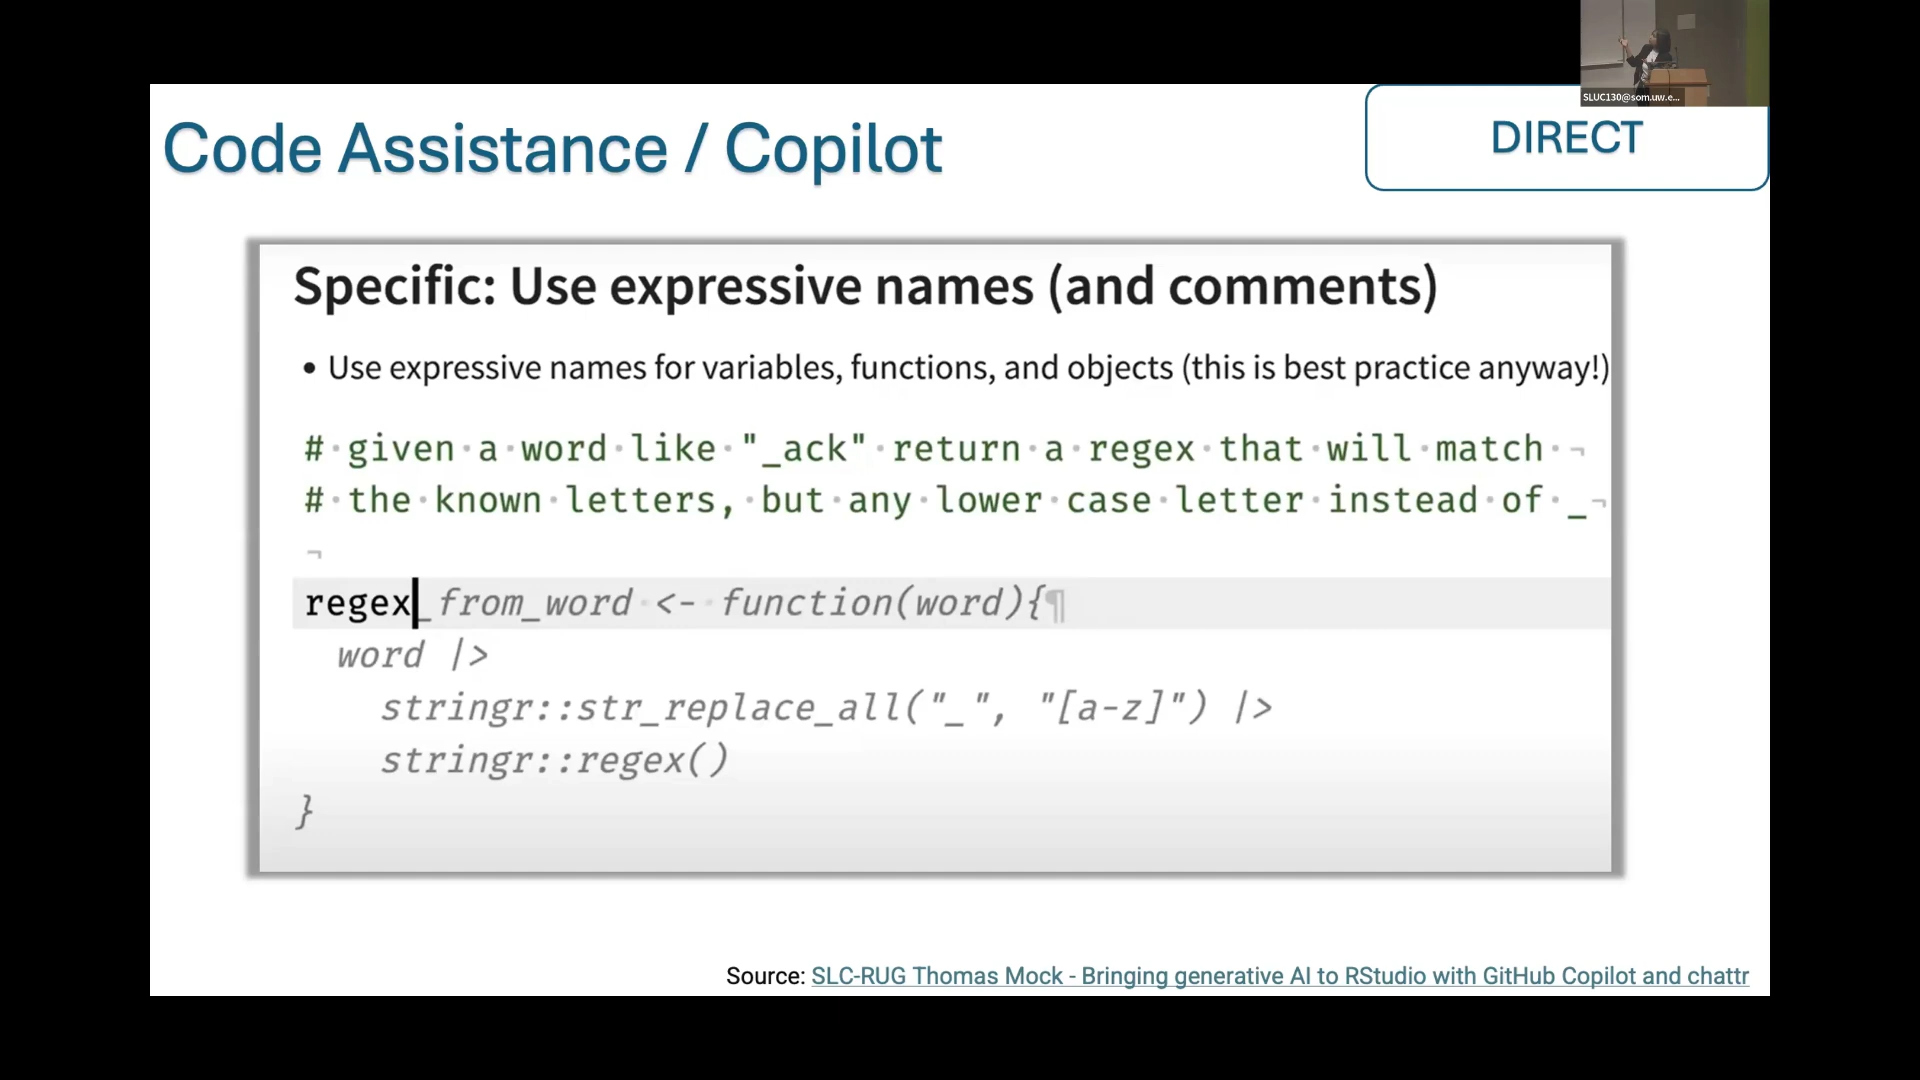 SLUC130@som.uw.e...
Code Assistance / Copilot
DIRECT
Specific: Use expressive names (and comments)
• Use expressive names for variables, functions, and objects (this is best practice anyway!)
#·given·a·word·like·"_ack"·return·a·regex·that·will·match·¬
#·the·known·letters,·but·any·lower·case·letter·instead·of·_¬
¬
regex_from_word·<-·function(word){¶
word |>
stringr::str_replace_all("_", "[a-z]") |>
stringr::regex()
}
Source: SLC-RUG Thomas Mock - Bringing generative AI to RStudio with GitHub Copilot and chattr